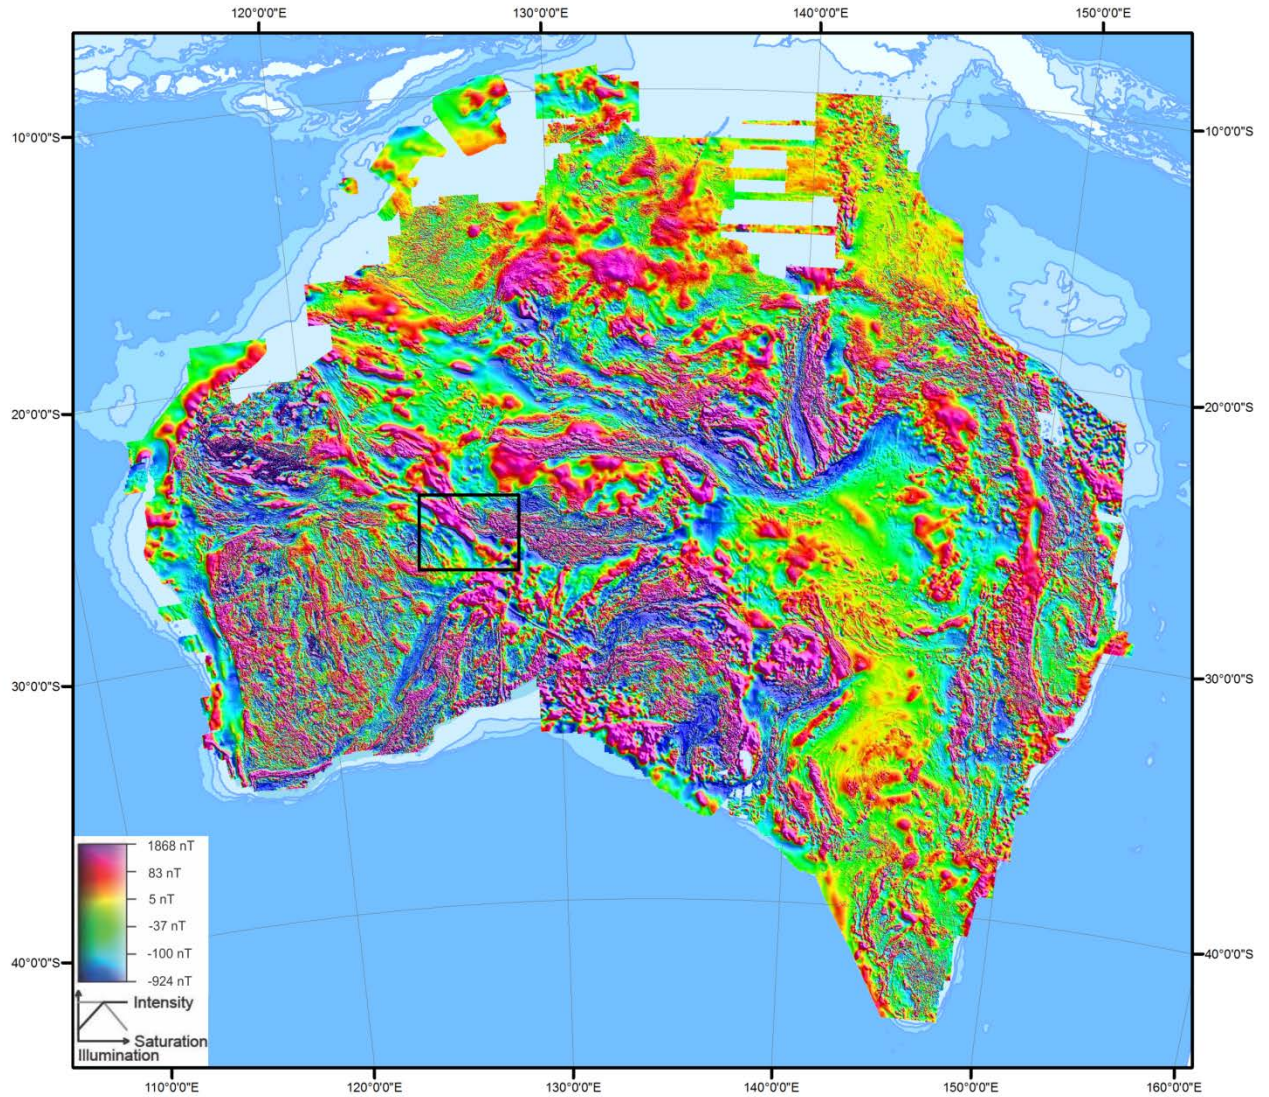 120°0'0"E 130°0'0"E 140°0'0"E 150°0'0"E
10°0'0"S 10°0'0"S
20°0'0"S 20°0'0"S
30°0'0"S 30°0'0"S
40°0'0"S 40°0'0"S
1868 nT
83 nT
5 nT
-37 nT
-100 nT
-924 nT
Intensity
Saturation
Illumination
110°0'0"E 120°0'0"E 130°0'0"E 140°0'0"E 150°0'0"E 160°0'0"E